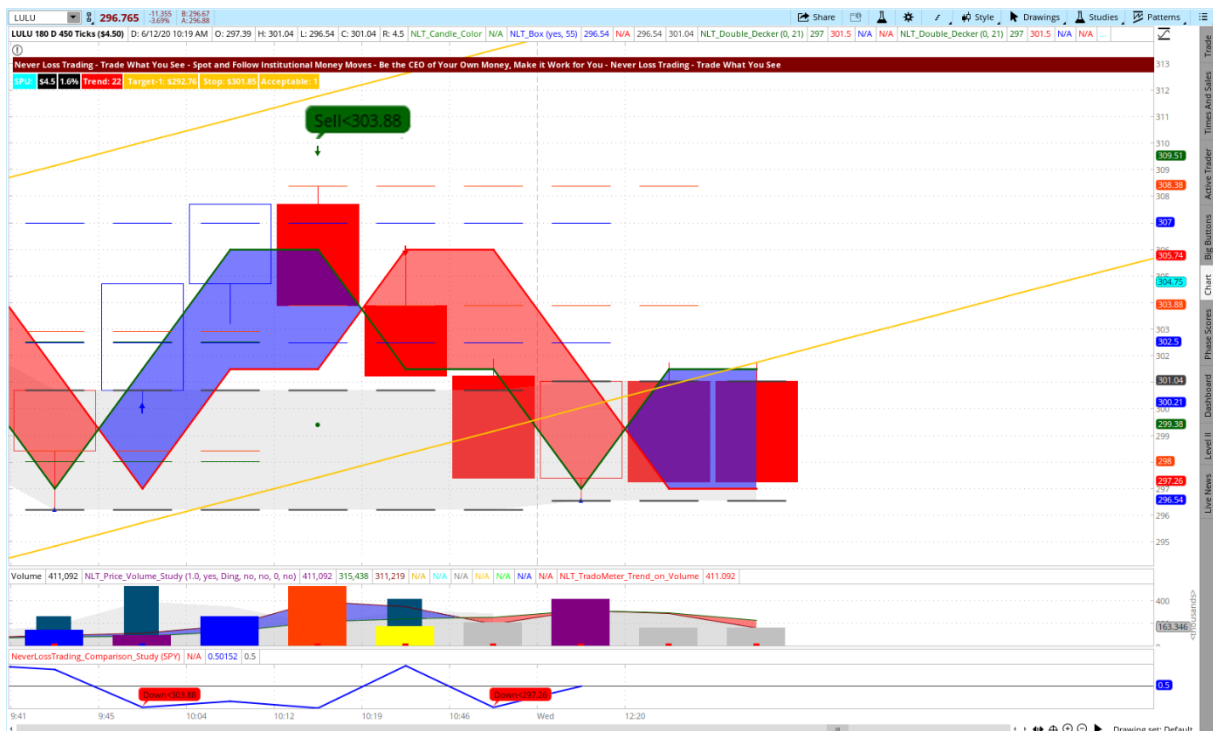 LULU 296.765 -11.355 -3.69% B: 296.67 A: 296.88 Share Style Drawings Studies Patterns
LULU 180 D 450 Ticks ($4.50) D: 6/12/20 10:19 AM O: 297.39 H: 301.04 L: 296.54 C: 301.04 R: 4.5 NLT_Candle_Color N/A NLT_Box (yes, 55) 296.54 N/A 296.54 301.04 NLT_Double_Decker (0, 21) 297 301.5 N/A N/A NLT_Double_Decker (0, 21) 297 301.5 N/A N/A ...
Never Loss Trading - Trade What You See - Spot and Follow Institutional Money Moves - Be the CEO of Your Own Money, Make it Work for You - Never Loss Trading - Trade What You See
SPU: $4.5 1.6% Trend: 22 Target-1: $292.76 Stop: $301.85 Acceptable: 1
Sell<303.88
313
312
311
310
309.51
309
308.38
308
307
305.74
304.75
303.88
303
302.5
302
301.04
300.21
300
299.38
299
298
297.26
296.54
296
295
Trade
Times And Sales
Active Trader
Big Buttons
Chart
Phase Scores
Dashboard
Level II
Live News
Volume 411,092 NLT_Price_Volume_Study (1.0, yes, Ding, no, no, 0, no) 411,092 315,438 311,219 N/A N/A N/A N/A N/A N/A N/A NLT_TradoMeter_Trend_on_Volume 411.092
400
163.346
<thousands>
NeverLossTrading_Comparison_Study (SPY) N/A 0.50152 0.5
Down<303.88
Down<297.26
0.5
9:41 9:45 10:04 10:12 10:19 10:46 Wed 12:20
Drawing set: Default